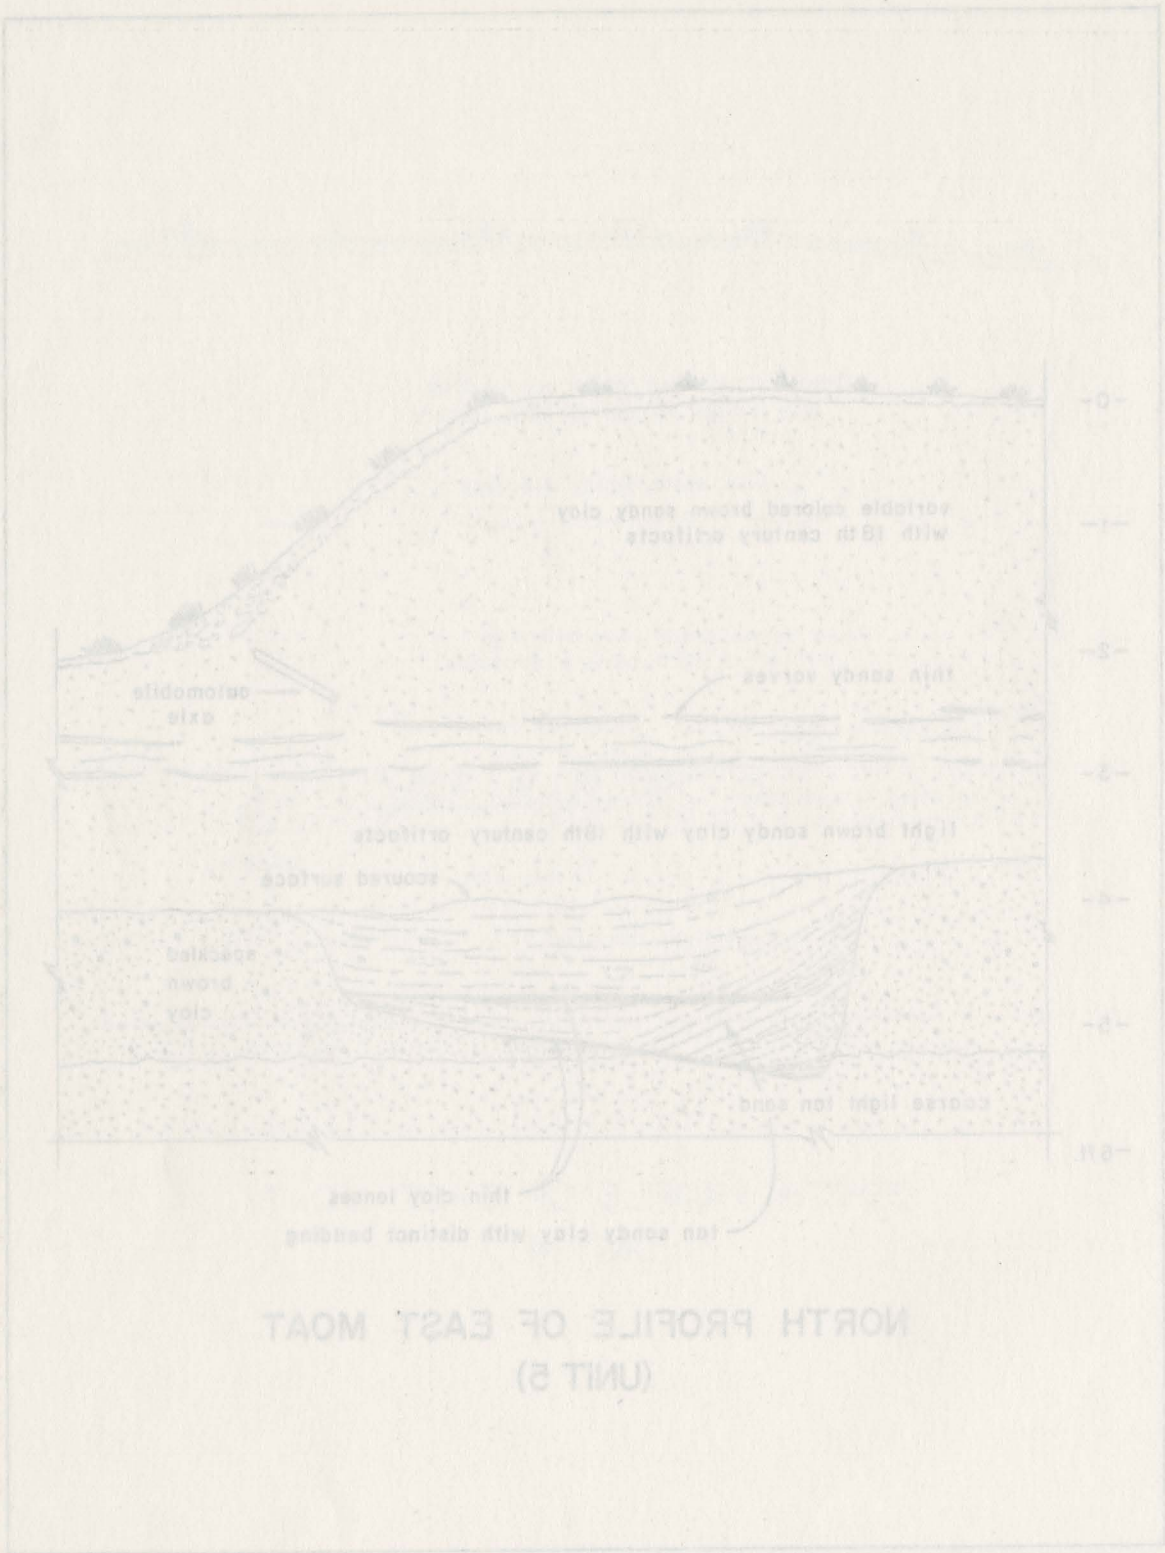 -0-
variable colored brown sandy clay
with 18th century artifacts
-1-
-2-
thin sandy varves
automobile
axle
-3-
light brown sandy clay with 18th century artifacts
scoured surface
-4-
speckled
brown
clay
-5-
coarse light tan sand
-6ft.
thin clay lenses
tan sandy clay with distinct banding
NORTH PROFILE OF EAST MOAT
(UNIT 5)